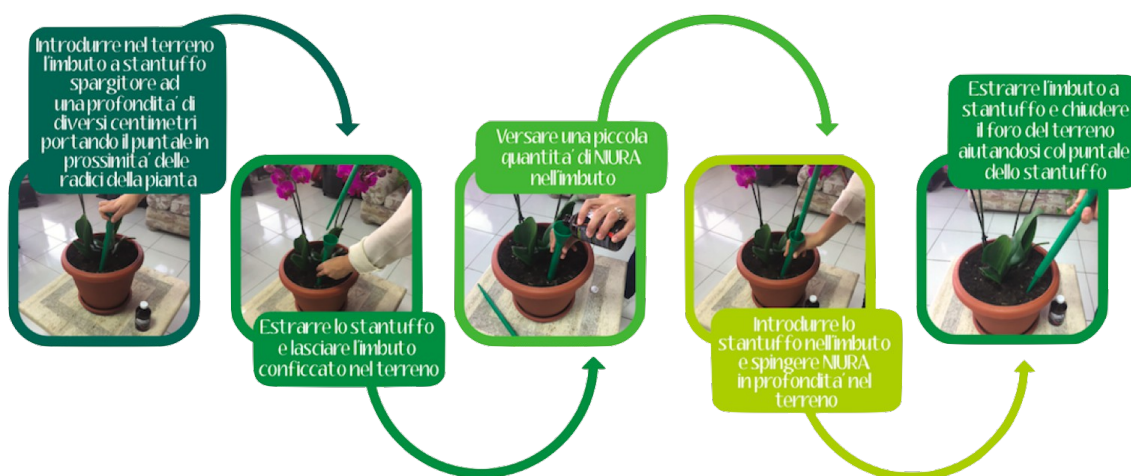 Introdurre nel terreno
l'imbuto a stantuffo
spargitore ad
una profondita' di
diversi centimetri
portando il puntale in
prossimita' delle
radici della pianta
Estrarre lo stantuffo
e lasciare l'imbuto
conficcato nel terreno
Versare una piccola
quantita' di NIURA
nell'imbuto
Introdurre lo
stantuffo nell'imbuto
e spingere NIURA
in profondita' nel
terreno
Estrarre l'imbuto a
stantuffo e chiudere
il foro del terreno
aiutandosi col puntale
dello stantuffo